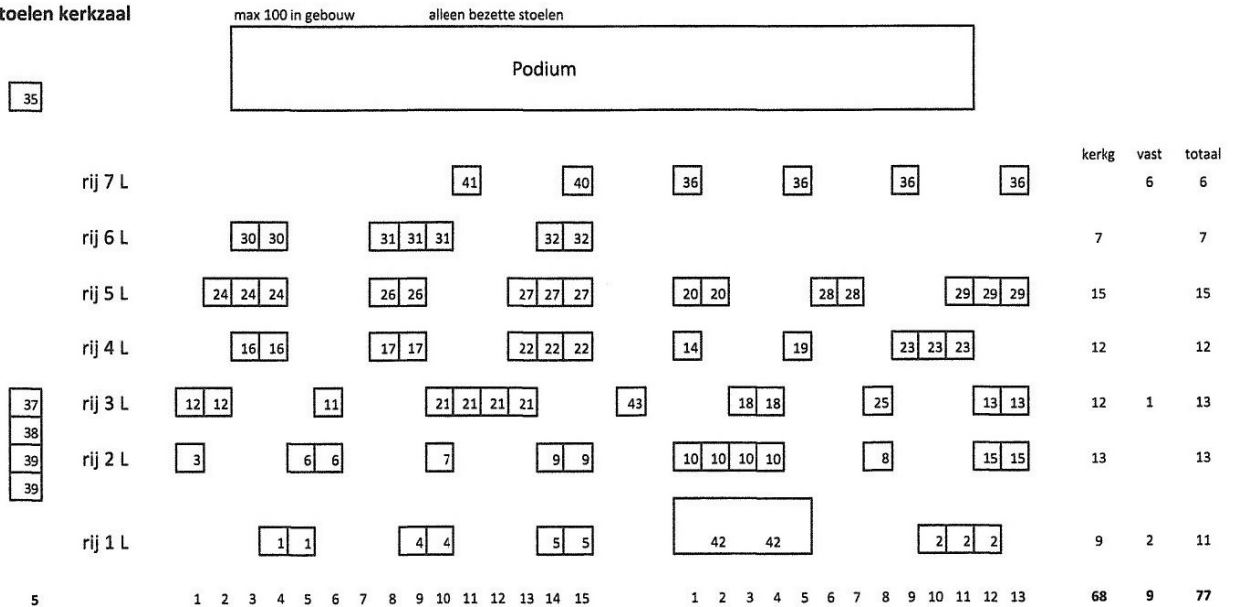 toelen kerkzaal max 100 in gebouw alleen bezette stoelen
Podium
35
kerkg vast totaal
rij 7 L 41 40 36 36 36 36 6 6
rij 6 L 30 30 31 31 31 32 32 7 7
rij 5 L 24 24 24 26 26 27 27 27 20 20 28 28 29 29 29 15 15
rij 4 L 16 16 17 17 22 22 22 14 19 23 23 23 12 12
37 rij 3 L 12 12 11 21 21 21 21 43 18 18 25 13 13 12 1 13
38
39 rij 2 L 3 6 6 7 9 9 10 10 10 10 8 15 15 13 13
39
rij 1 L 1 1 4 4 5 5 42 42 2 2 2 9 2 11
5 1 2 3 4 5 6 7 8 9 10 11 12 13 14 15 1 2 3 4 5 6 7 8 9 10 11 12 13 68 9 77